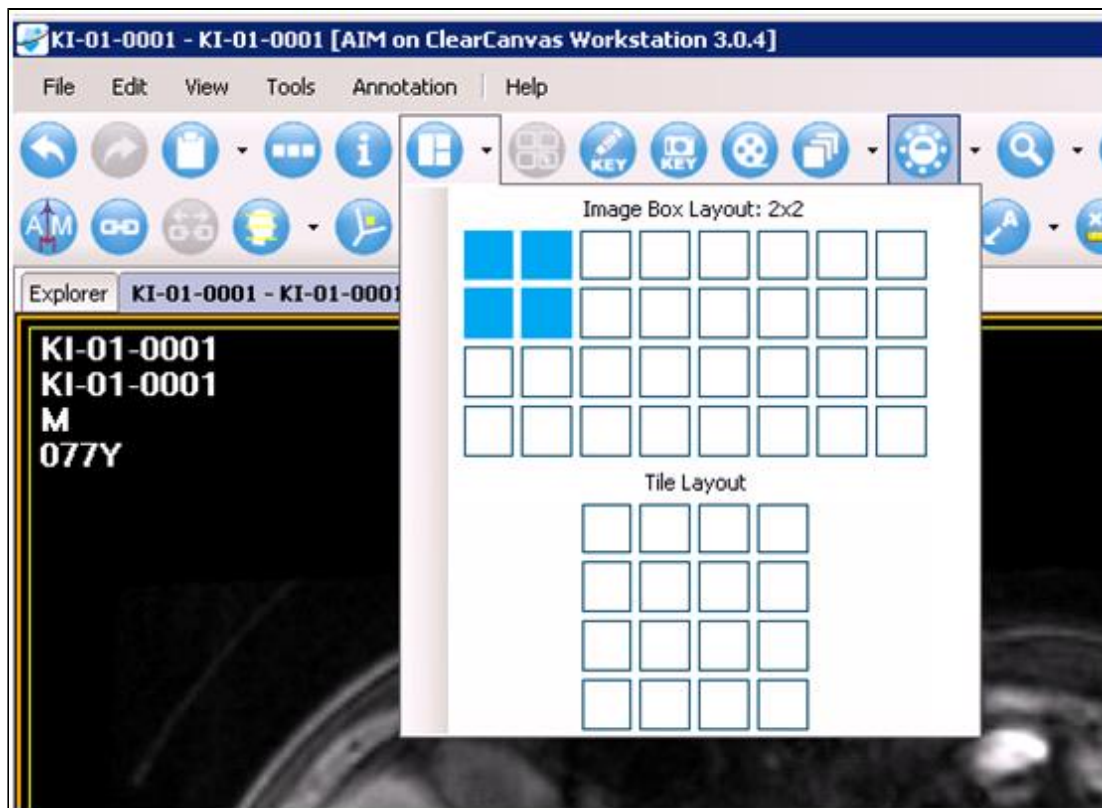 KI-01-0001 - KI-01-0001 [AIM on ClearCanvas Workstation 3.0.4]
File Edit View Tools Annotation Help
KEY KEY
Image Box Layout: 2x2
AIM A
Explorer KI-01-0001 - KI-01-0001
KI-01-0001
KI-01-0001
M
077Y
Tile Layout